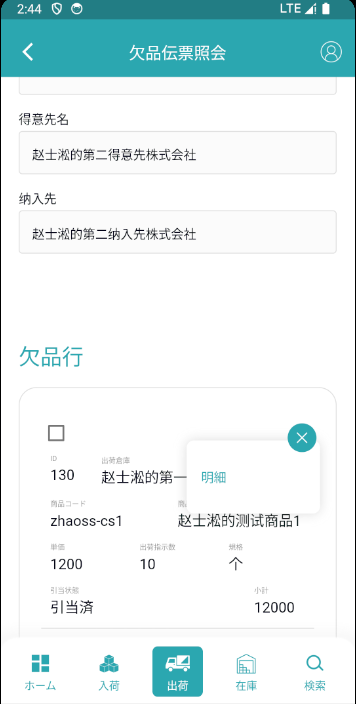 2:44
LTE
欠品伝票照会
得意先名
赵士淞的第二得意先株式会社
納入先
赵士淞的第二纳入先株式会社
欠品行
ID
出荷倉庫
130
赵士淞的第一
明細
商品コード
zhaoss-cs1
赵士淞的测试商品1
単価
出荷指示数
規格
1200
10
个
引当状態
小計
引当済
12000
ホーム
入荷
出荷
在庫
検索